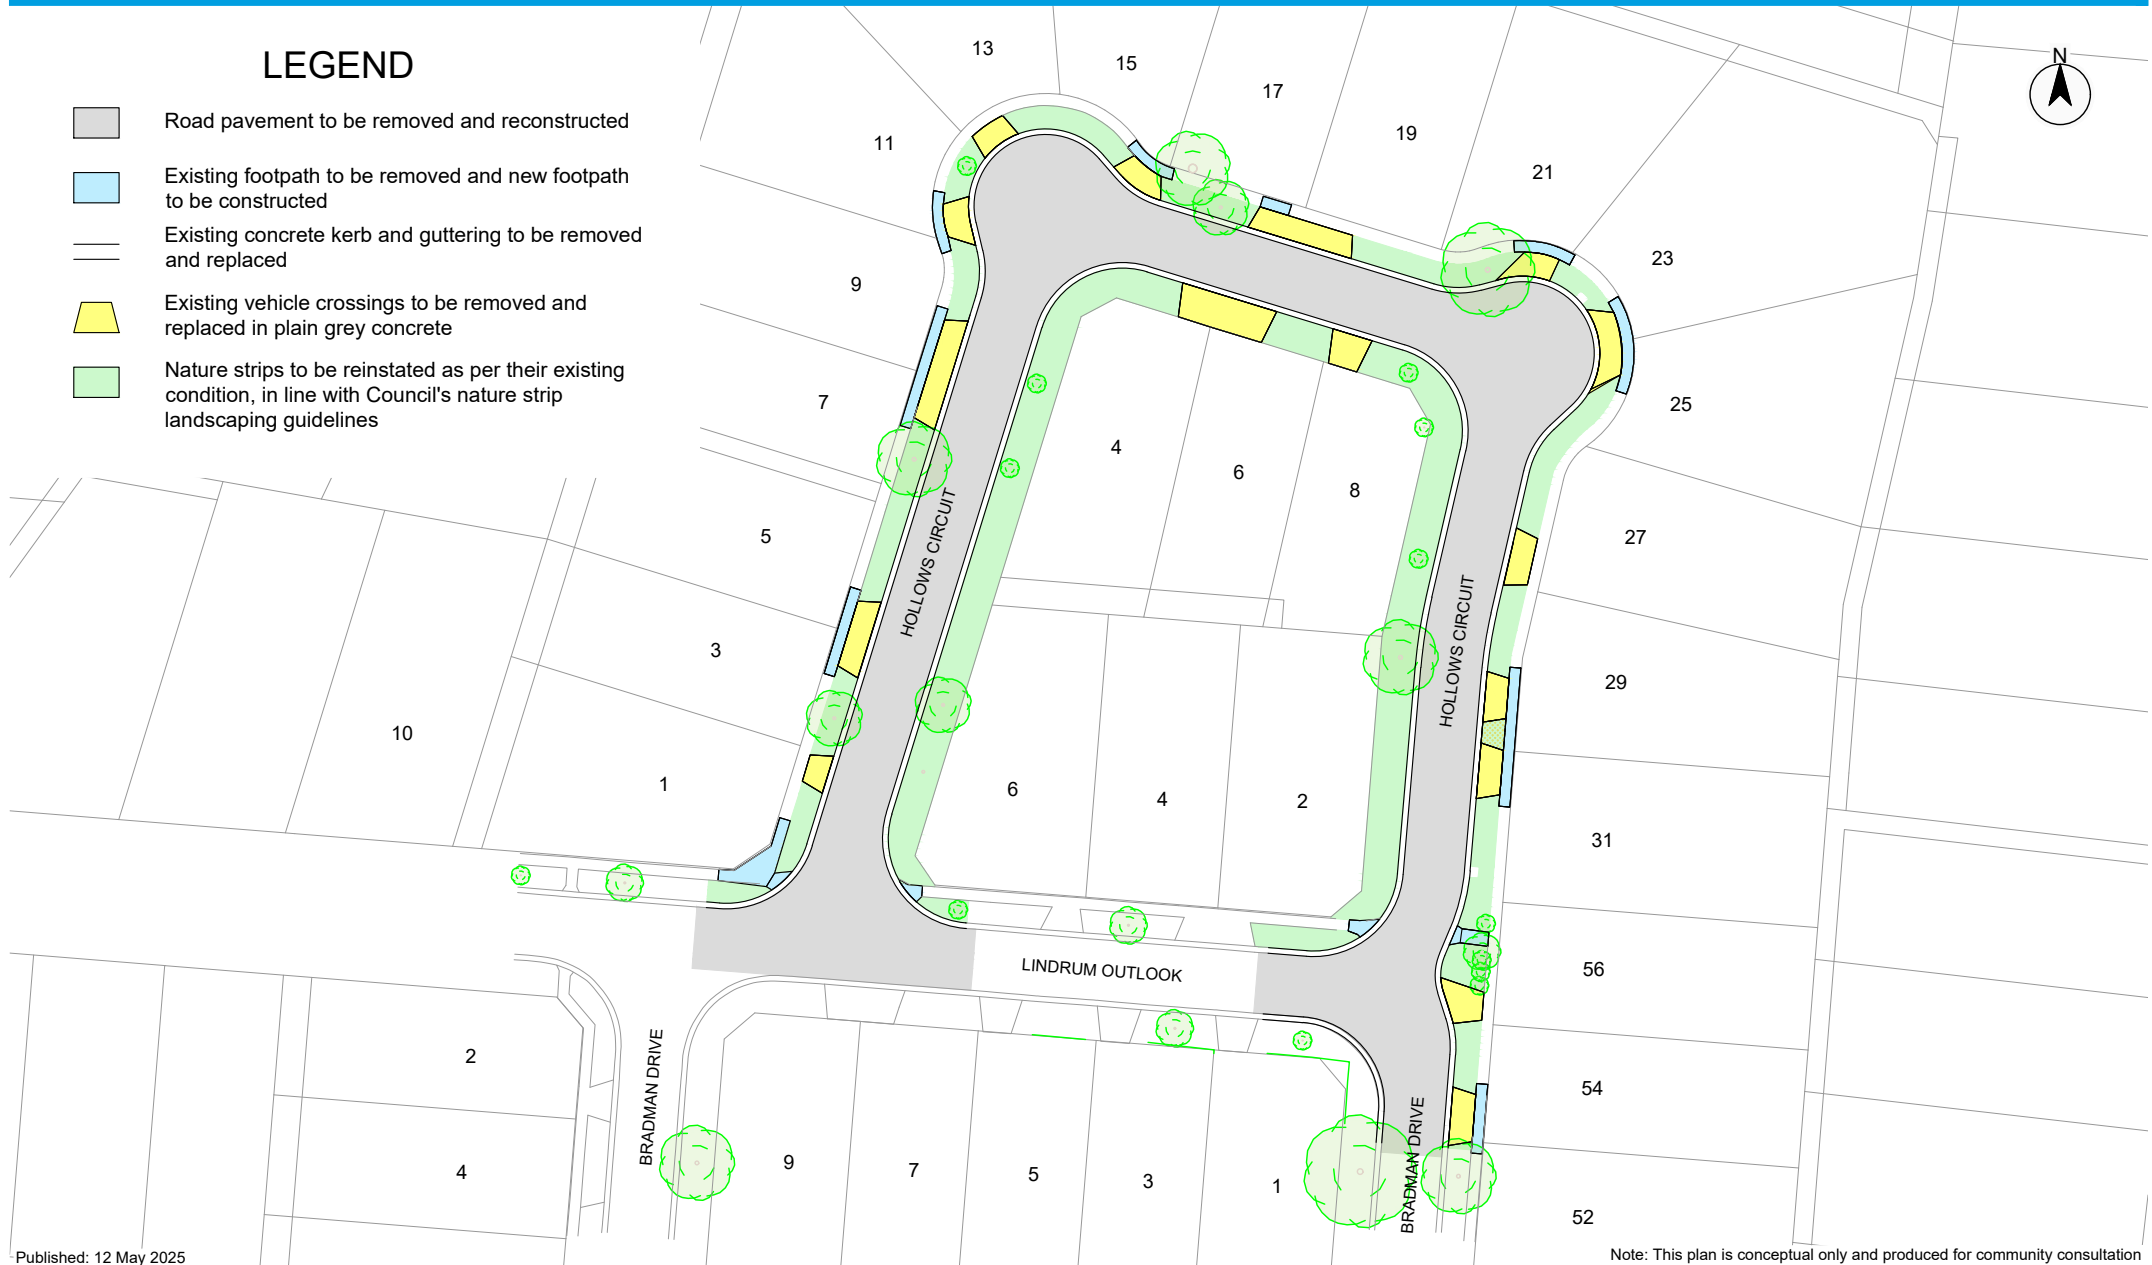 LEGEND
Road pavement to be removed and reconstructed
Existing footpath to be removed and new footpath
to be constructed
Existing concrete kerb and guttering to be removed
and replaced
Existing vehicle crossings to be removed and
replaced in plain grey concrete
Nature strips to be reinstated as per their existing
condition, in line with Council's nature strip
landscaping guidelines
N
13
15
17
19
21
11
23
9
25
7
4
6
8
5
27
HOLLOWS CIRCUIT
HOLLOWS CIRCUIT
3
29
10
1
6
4
2
31
56
LINDRUM OUTLOOK
2
54
BRADMAN DRIVE
BRADMAN DRIVE
4
9
7
5
3
1
52
Published: 12 May 2025
Note: This plan is conceptual only and produced for community consultation